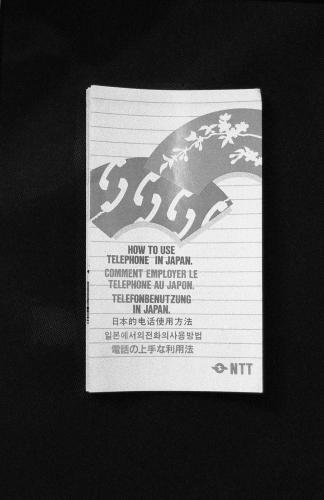 HOW TO USE
TELEPHONE IN JAPAN.
COMMENT EMPLOYER LE
TELEPHONE AU JAPON.
TELEFONBENUTZUNG
IN JAPAN.
日本的电话使用方法
일본에서의전화의사용방법
電話の上手な利用法
NTT